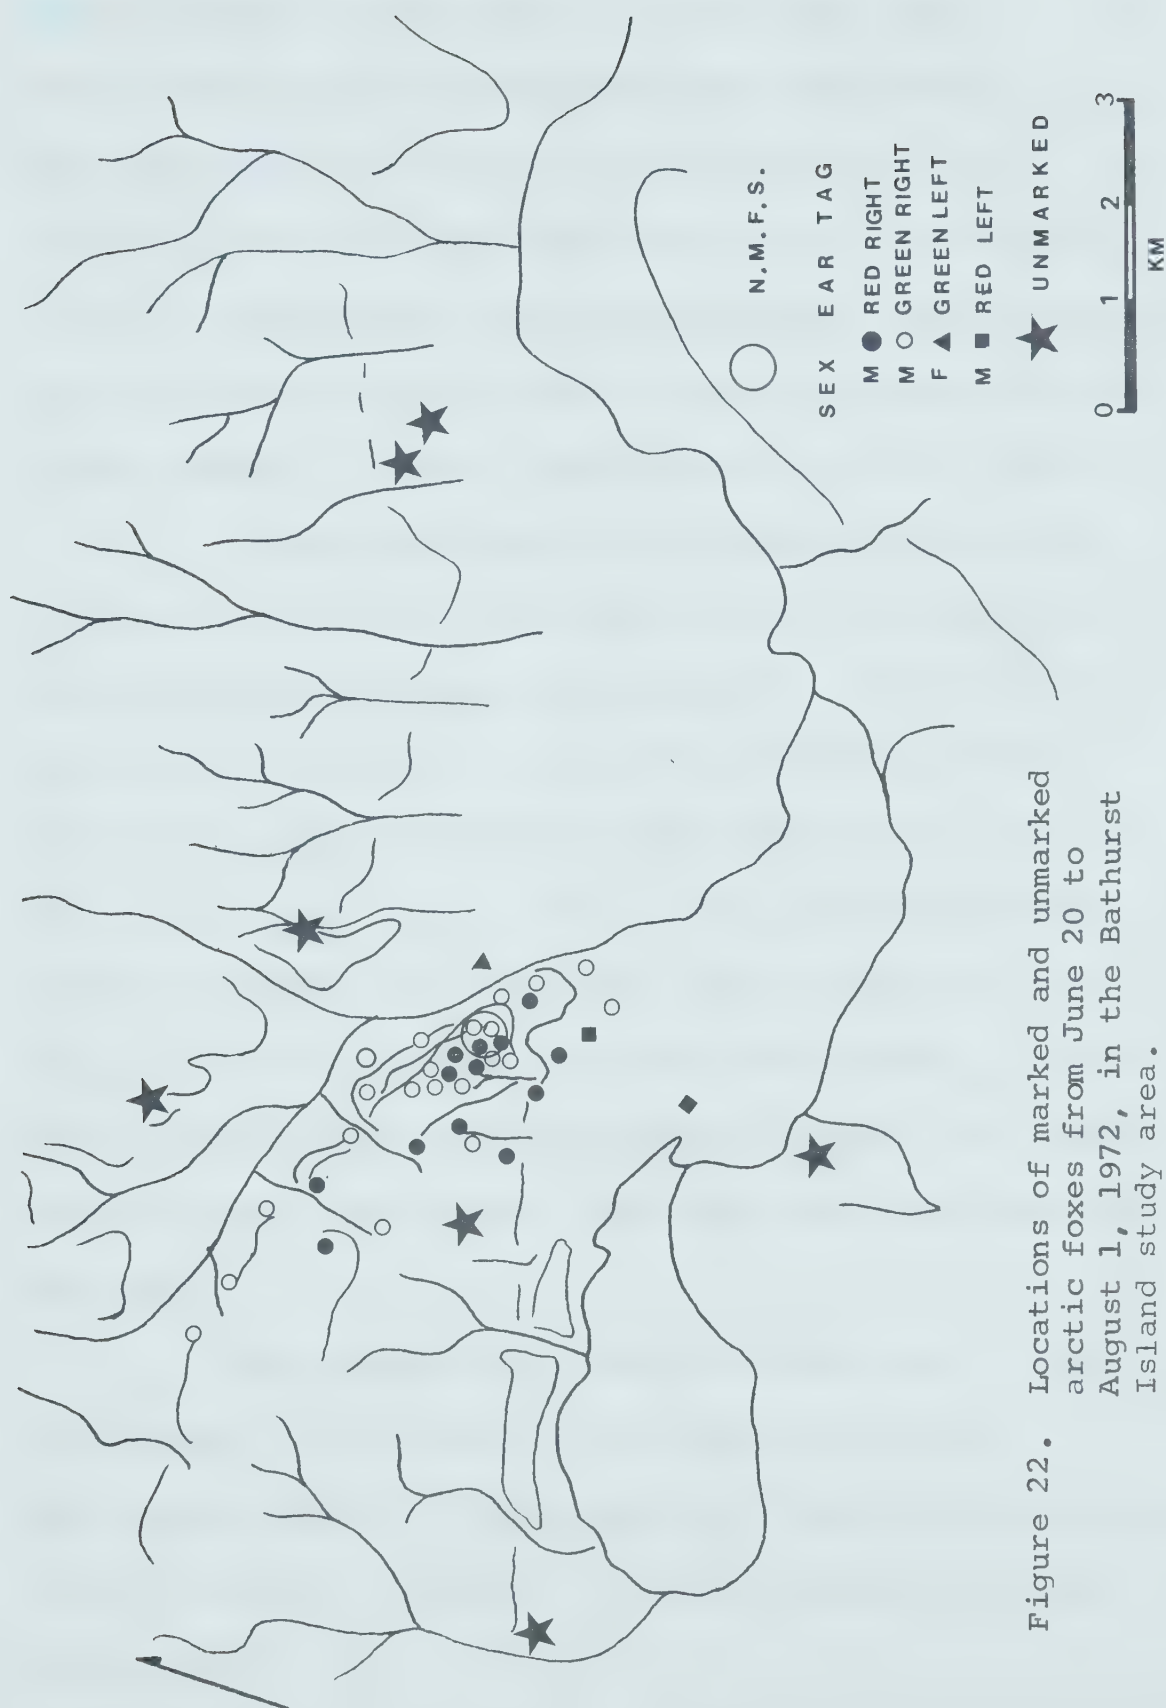 N.M.F.S.
SEX EAR TAG
M RED RIGHT
M GREEN RIGHT
F GREEN LEFT
M RED LEFT
UNMARKED
0 1 2 3
KM
Figure 22. Locations of marked and unmarked
arctic foxes from June 20 to
August 1, 1972, in the Bathurst
Island study area.